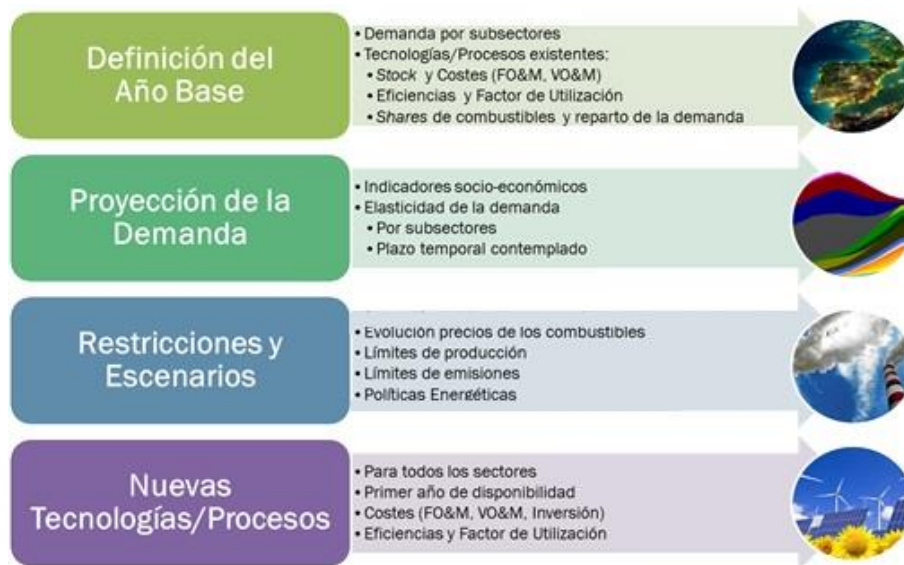 Definición del
Año Base
• Demanda por subsectores
• Tecnologías/Procesos existentes:
• Stock y Costes (FO&M, VO&M)
• Eficiencias y Factor de Utilización
• Shares de combustibles y reparto de la demanda
Proyección de la
Demanda
• Indicadores socio-económicos
• Elasticidad de la demanda
• Por subsectores
• Plazo temporal contemplado
Restricciones y
Escenarios
• Evolución precios de los combustibles
• Límites de producción
• Límites de emisiones
• Políticas Energéticas
Nuevas
Tecnologías/Procesos
• Para todos los sectores
• Primer año de disponibilidad
• Costes (FO&M, VO&M, Inversión)
• Eficiencias y Factor de Utilización